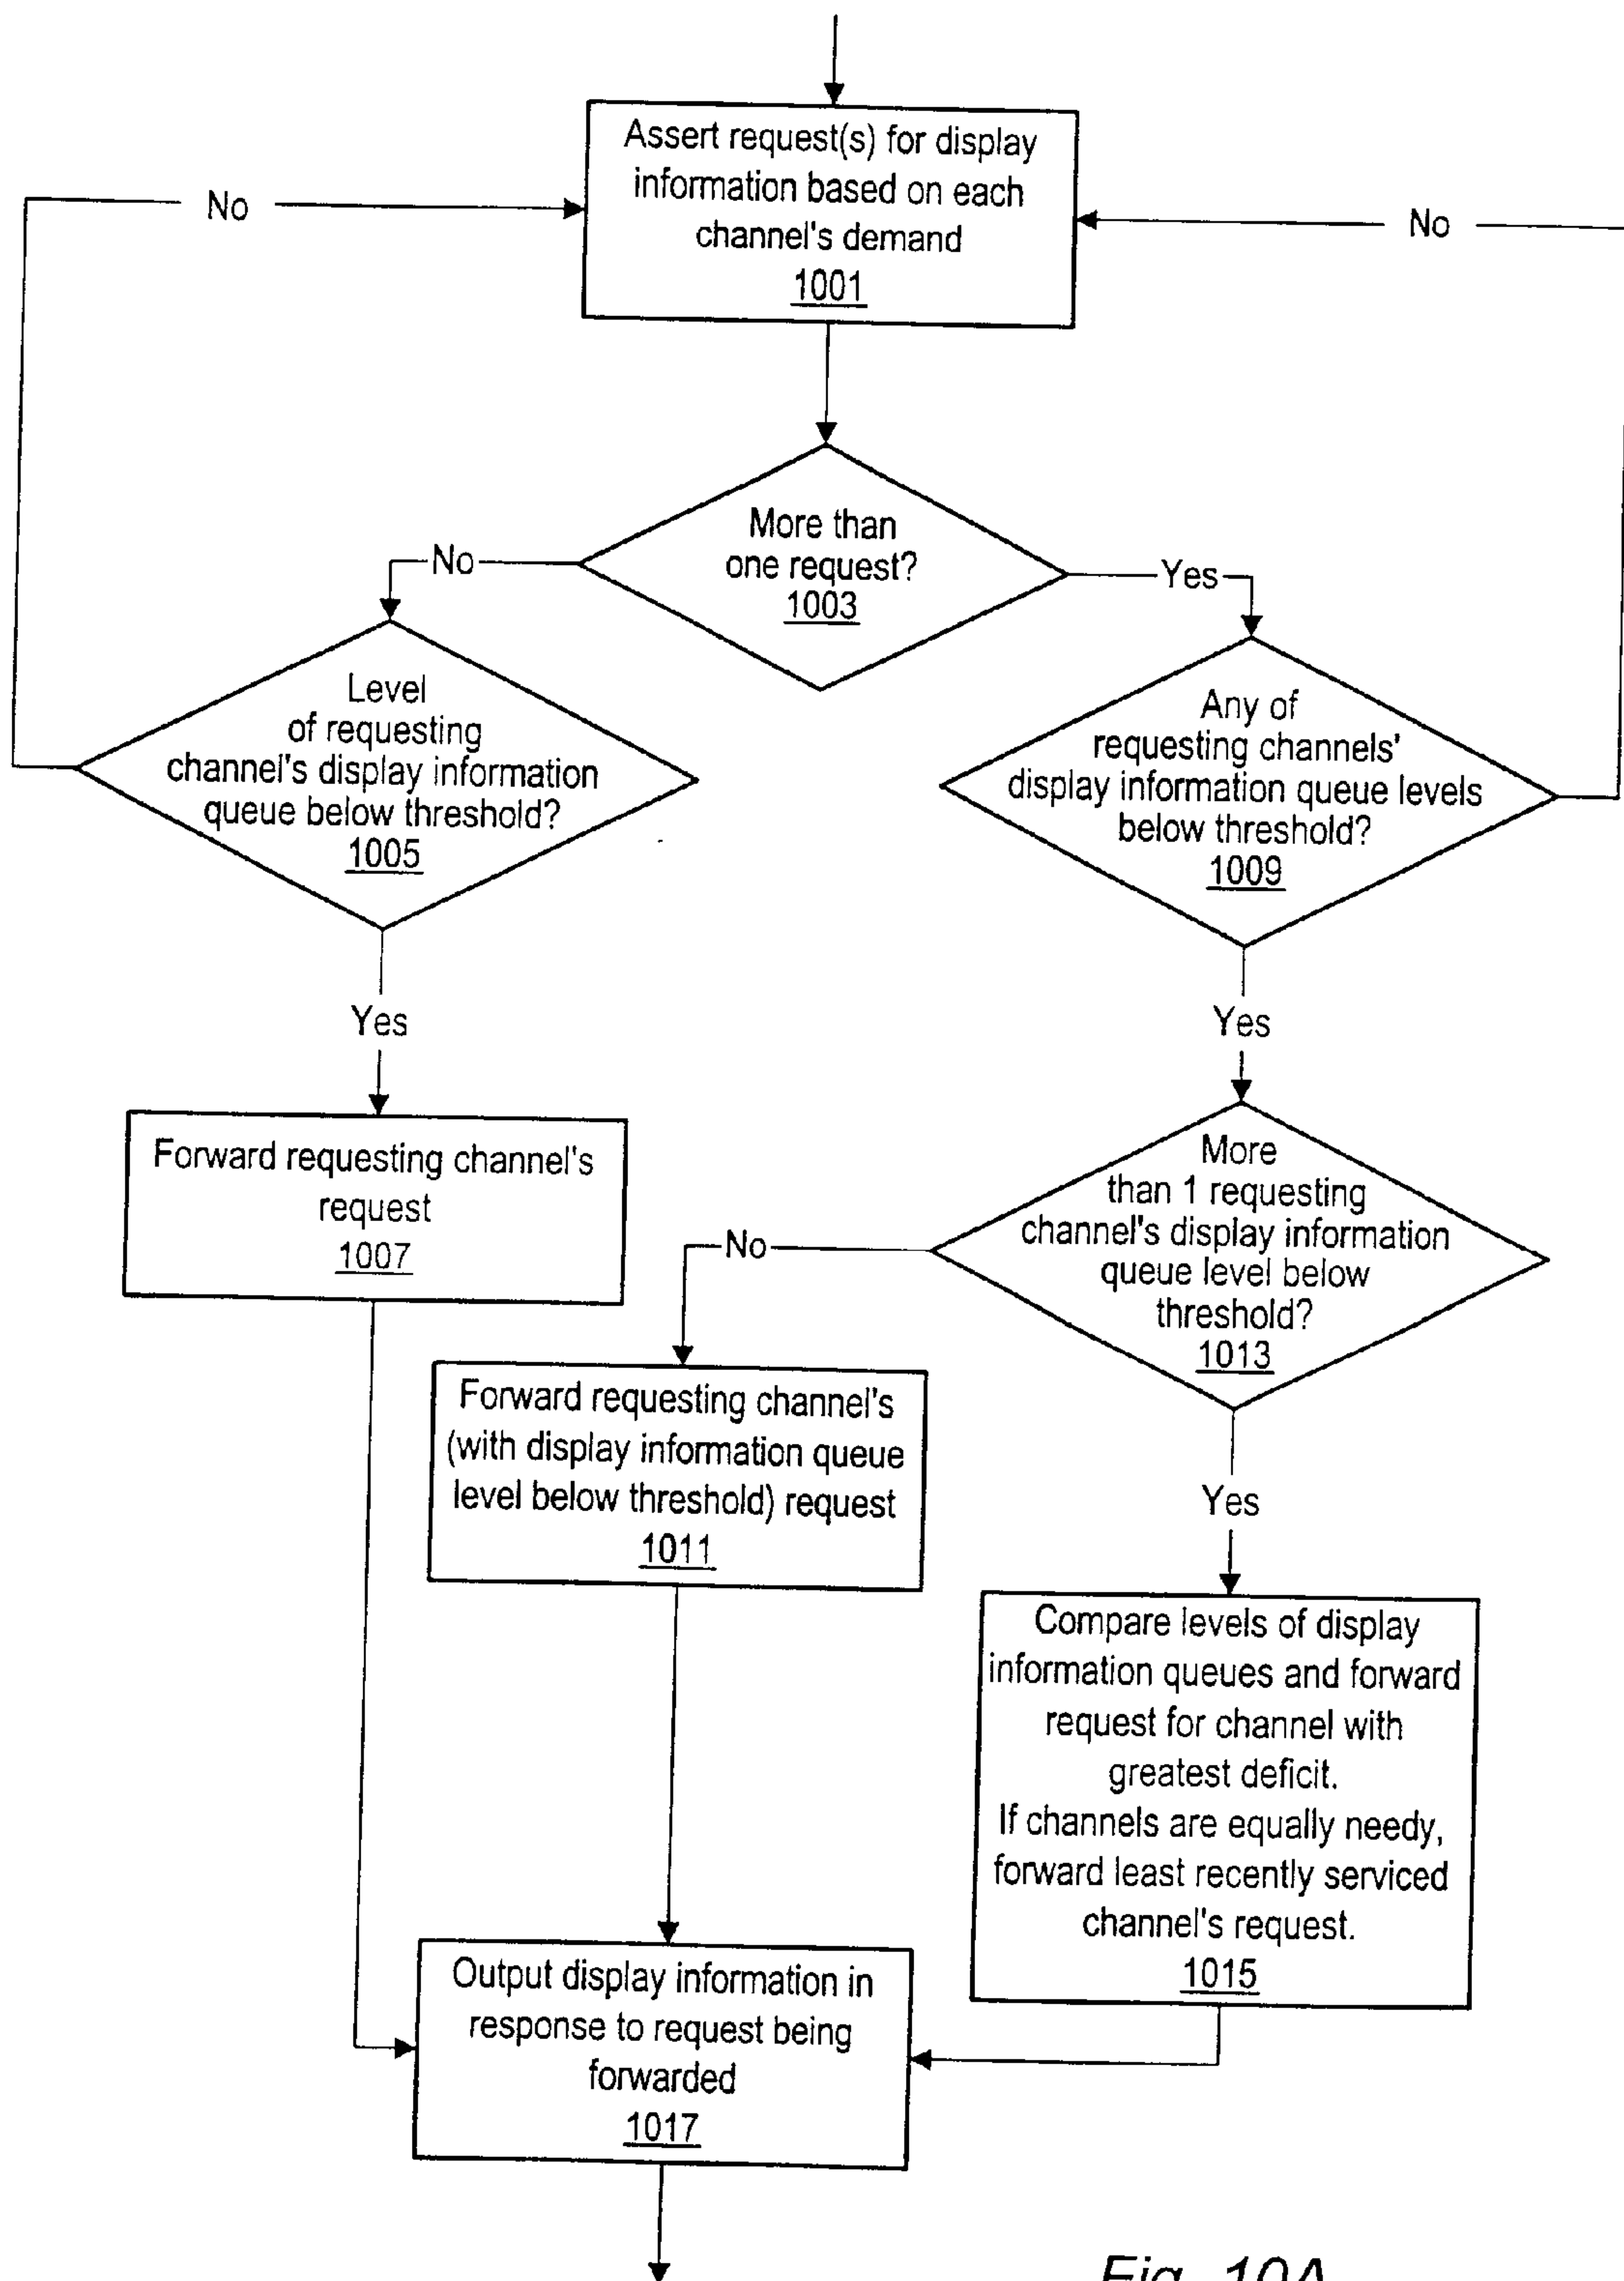 Assert request(s) for display
information based on each
channel's demand
1001
No
No
More than
one request?
1003
No
Yes
Level
of requesting
channel's display information
queue below threshold?
1005
Any of
requesting channels'
display information queue levels
below threshold?
1009
Yes
Yes
Forward requesting channel's
request
1007
More
than 1 requesting
channel's display information
queue level below
threshold?
1013
No
Forward requesting channel's
(with display information queue
level below threshold) request
1011
Yes
Compare levels of display
information queues and forward
request for channel with
greatest deficit.
If channels are equally needy,
forward least recently serviced
channel's request.
1015
Output display information in
response to request being
forwarded
1017
Fig. 10A